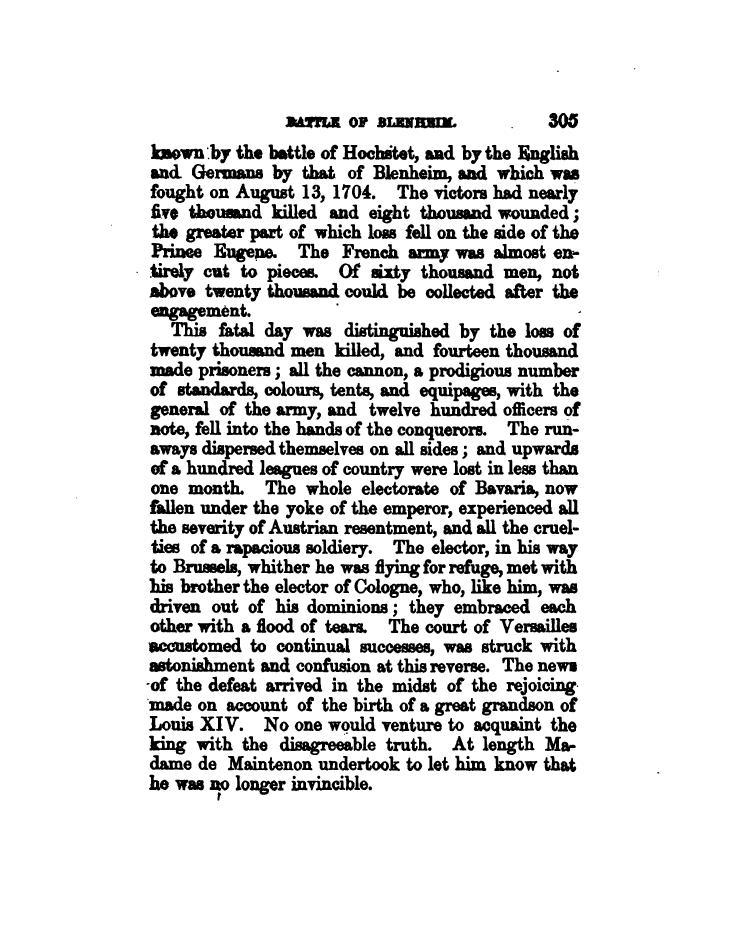 BATTLE OF BLENHEIM. 305
known by the battle of Hochstet, and by the English
and Germans by that of Blenheim, and which was
fought on August 13, 1704. The victors had nearly
five thousand killed and eight thousand wounded;
the greater part of which loss fell on the side of the
Prince Eugene. The French army was almost en-
tirely cut to pieces. Of sixty thousand men, not
above twenty thousand could be collected after the
engagement.
This fatal day was distinguished by the loss of
twenty thousand men killed, and fourteen thousand
made prisoners; all the cannon, a prodigious number
of standards, colours, tents, and equipages, with the
general of the army, and twelve hundred officers of
note, fell into the hands of the conquerors. The run-
aways dispersed themselves on all sides; and upwards
of a hundred leagues of country were lost in less than
one month. The whole electorate of Bavaria, now
fallen under the yoke of the emperor, experienced all
the severity of Austrian resentment, and all the cruel-
ties of a rapacious soldiery. The elector, in his way
to Brussels, whither he was flying for refuge, met with
his brother the elector of Cologne, who, like him, was
driven out of his dominions; they embraced each
other with a flood of tears. The court of Versailles
accustomed to continual successes, was struck with
astonishment and confusion at this reverse. The news
of the defeat arrived in the midst of the rejoicing
made on account of the birth of a great grandson of
Louis XIV. No one would venture to acquaint the
king with the disagreeable truth. At length Ma-
dame de Maintenon undertook to let him know that
he was no longer invincible.